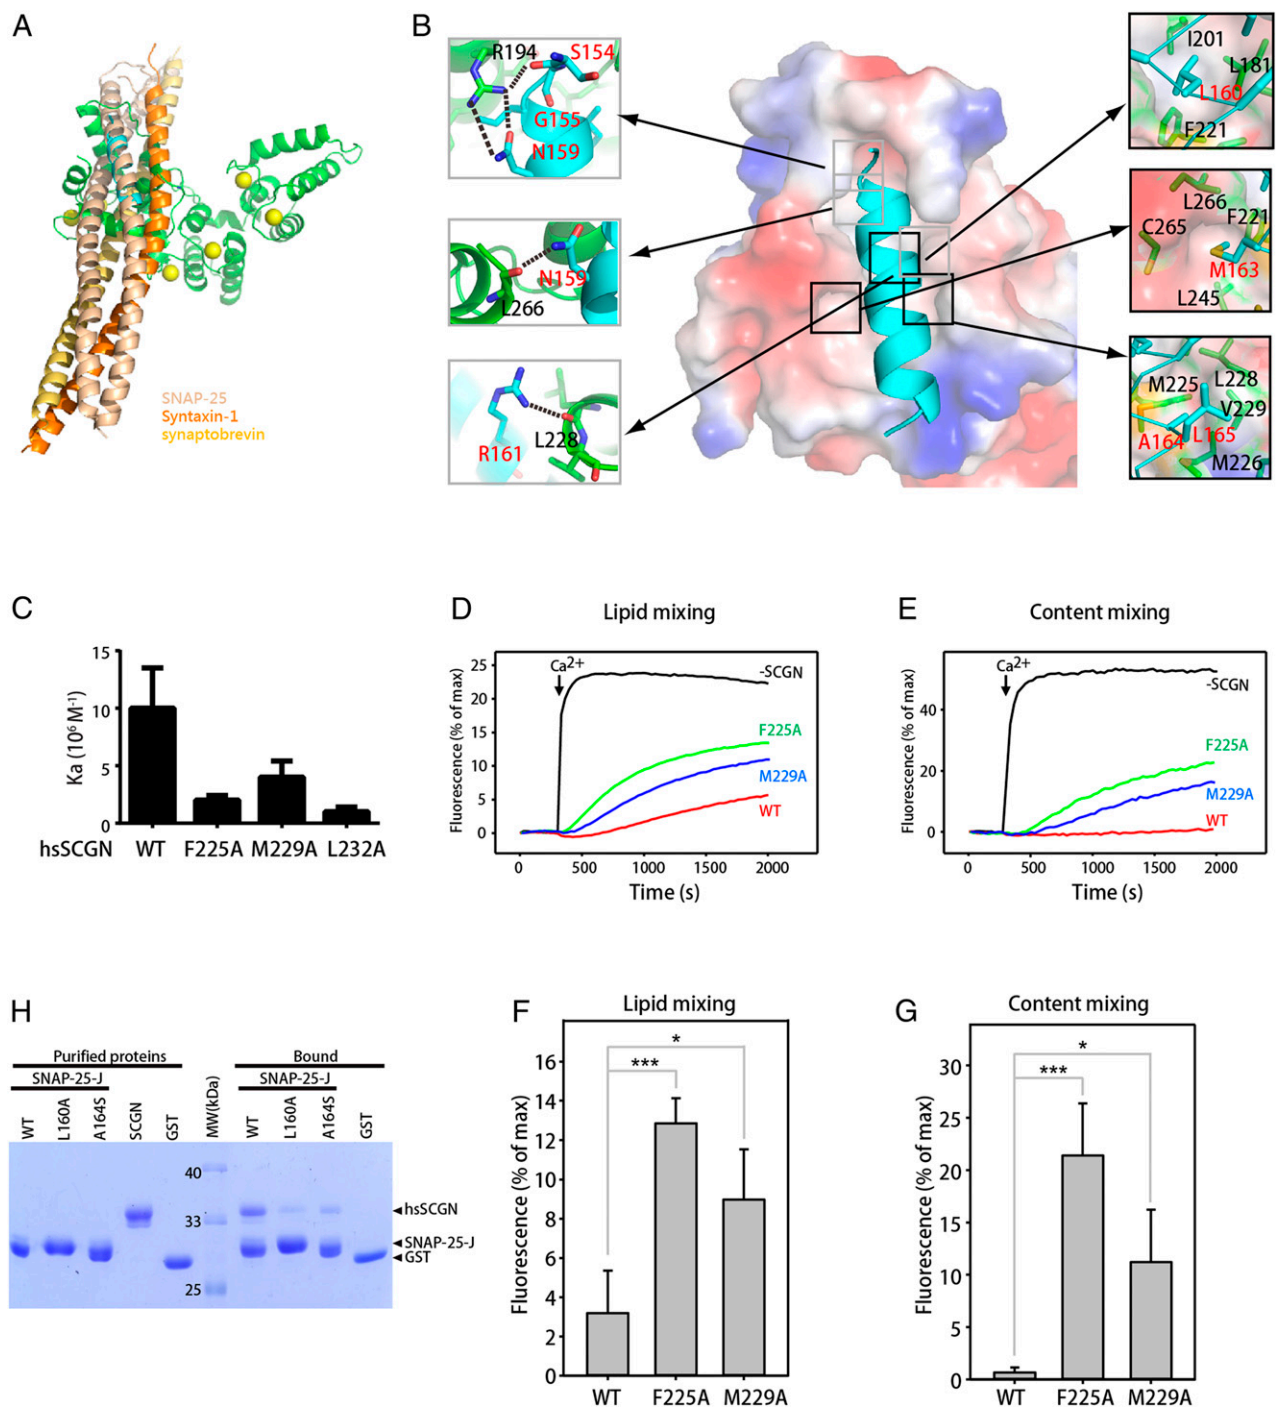 A
SNAP-25
Syntaxin-1
synaptobrevin
B
R194
S154
G155
N159
N159
L266
R161
L228
I201
L181
L160
F221
L266
F221
C265
M163
L245
M225
L228
V229
A164
L165
M226
C
Ka (10⁶ M⁻¹)
15
10
5
0
hsSCGN WT F225A M229A L232A
D
Lipid mixing
Fluorescence (% of max)
25
20
15
10
5
0
Ca²⁺
-SCGN
F225A
M229A
WT
0 500 1000 1500 2000
Time (s)
E
Content mixing
Fluorescence (% of max)
40
20
0
Ca²⁺
-SCGN
F225A
M229A
WT
0 500 1000 1500 2000
Time (s)
H
Purified proteins
Bound
SNAP-25-J
SNAP-25-J
WT
L160A
A164S
SCGN
GST
MW(kDa)
WT
L160A
A164S
GST
40
33
25
hsSCGN
SNAP-25-J
GST
F
Lipid mixing
Fluorescence (% of max)
16
14
12
10
8
6
4
2
0
*
***
WT F225A M229A
G
Content mixing
Fluorescence (% of max)
30
25
20
15
10
5
0
*
***
WT F225A M229A